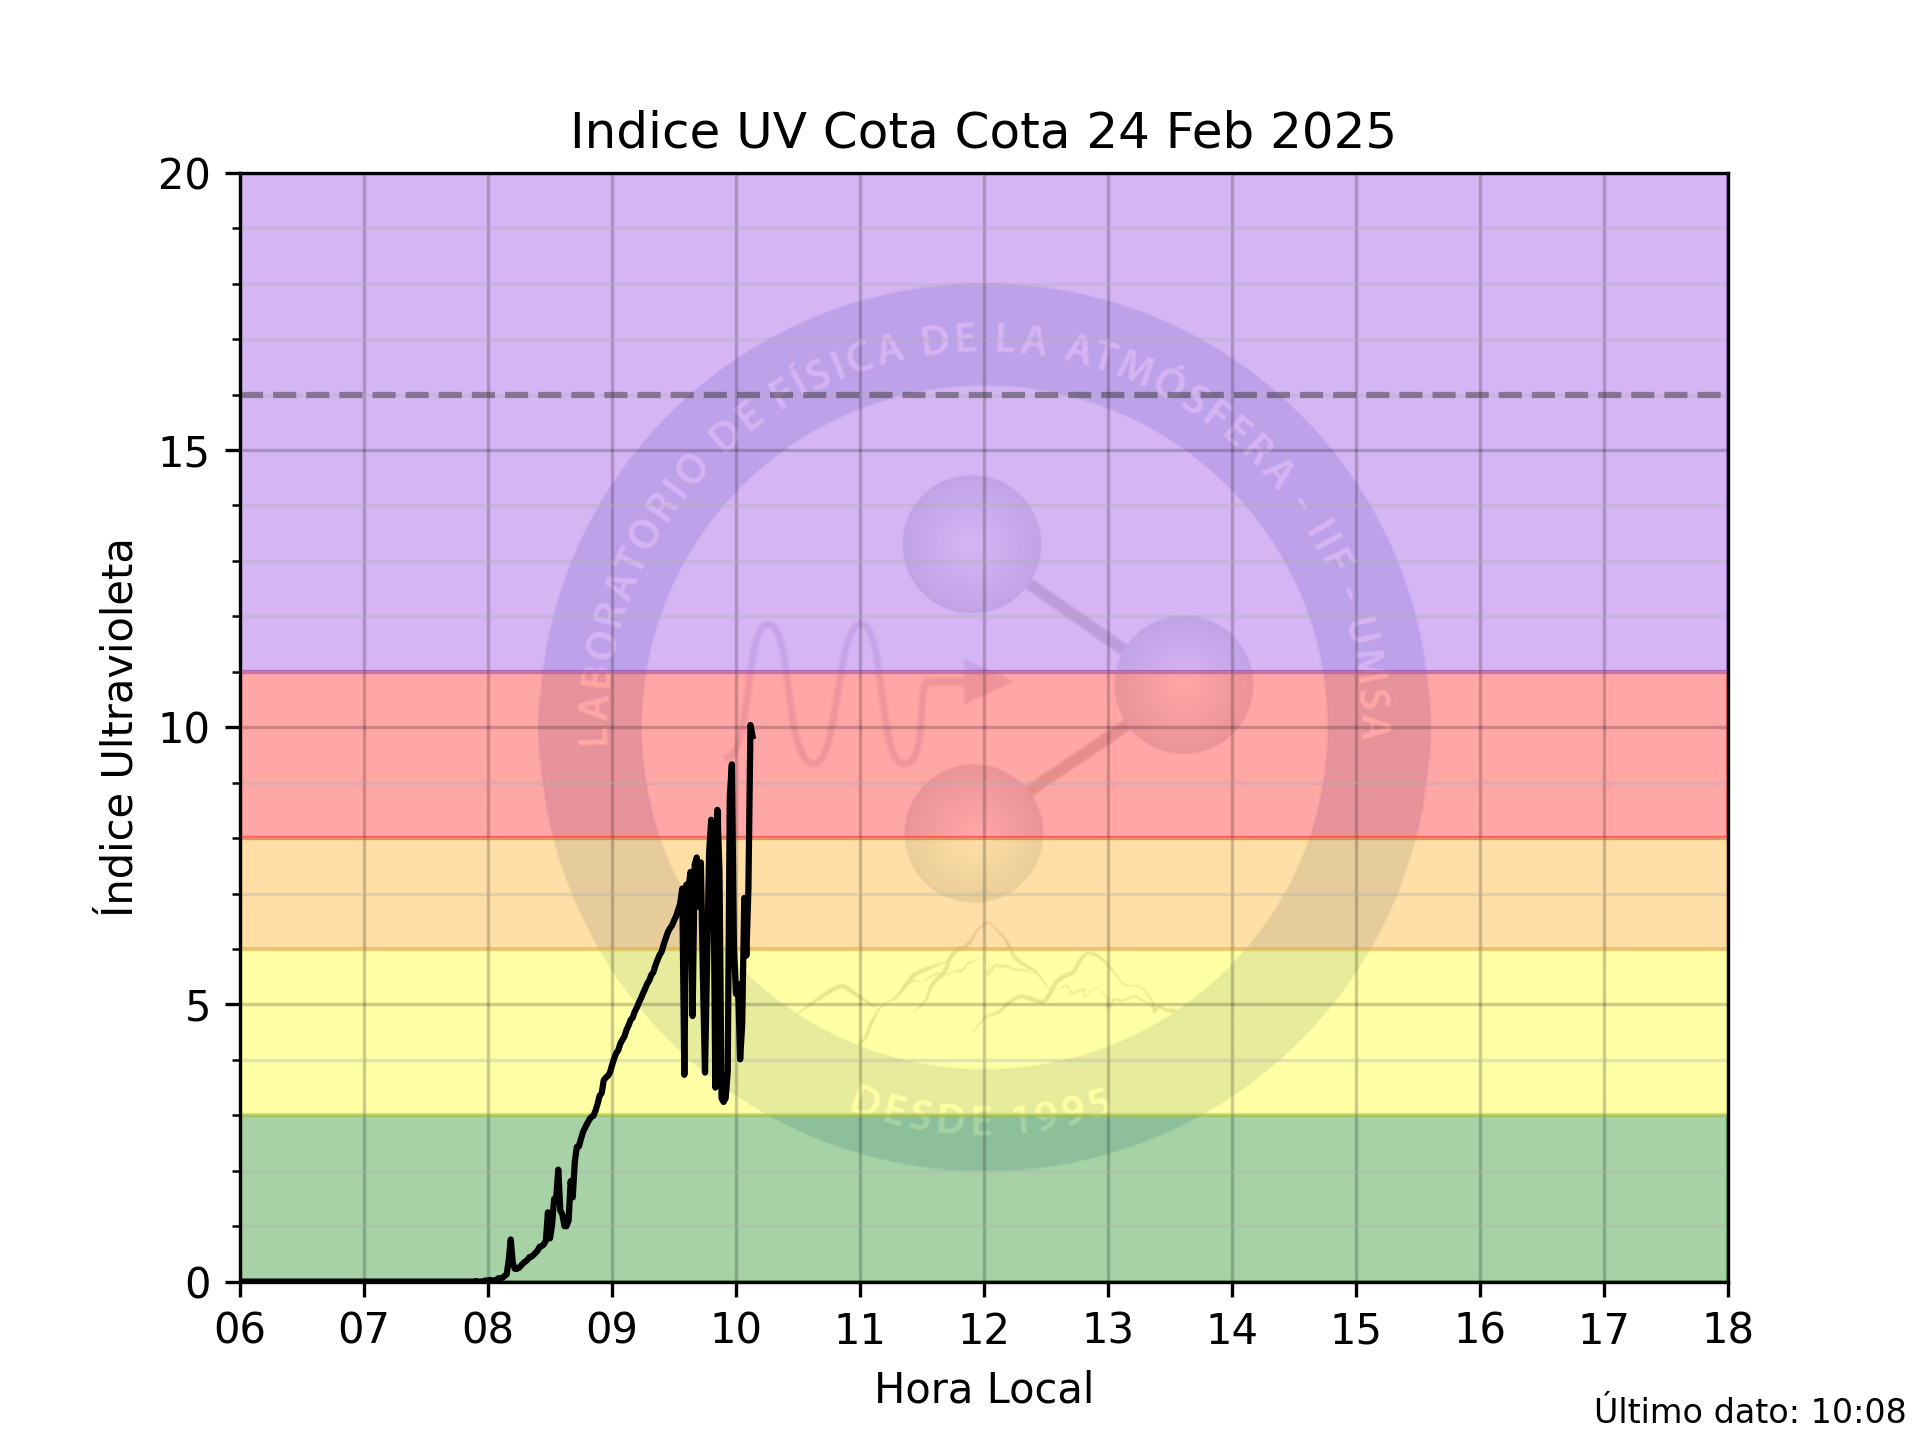 Indice UV Cota Cota 24 Feb 2025
20
15
10
5
0
Índice Ultravioleta
LABORATORIO DE FÍSICA DE LA ATMÓSFERA - IIF - UMSA
DESDE 1995
06 07 08 09 10 11 12 13 14 15 16 17 18
Hora Local
Último dato: 10:08